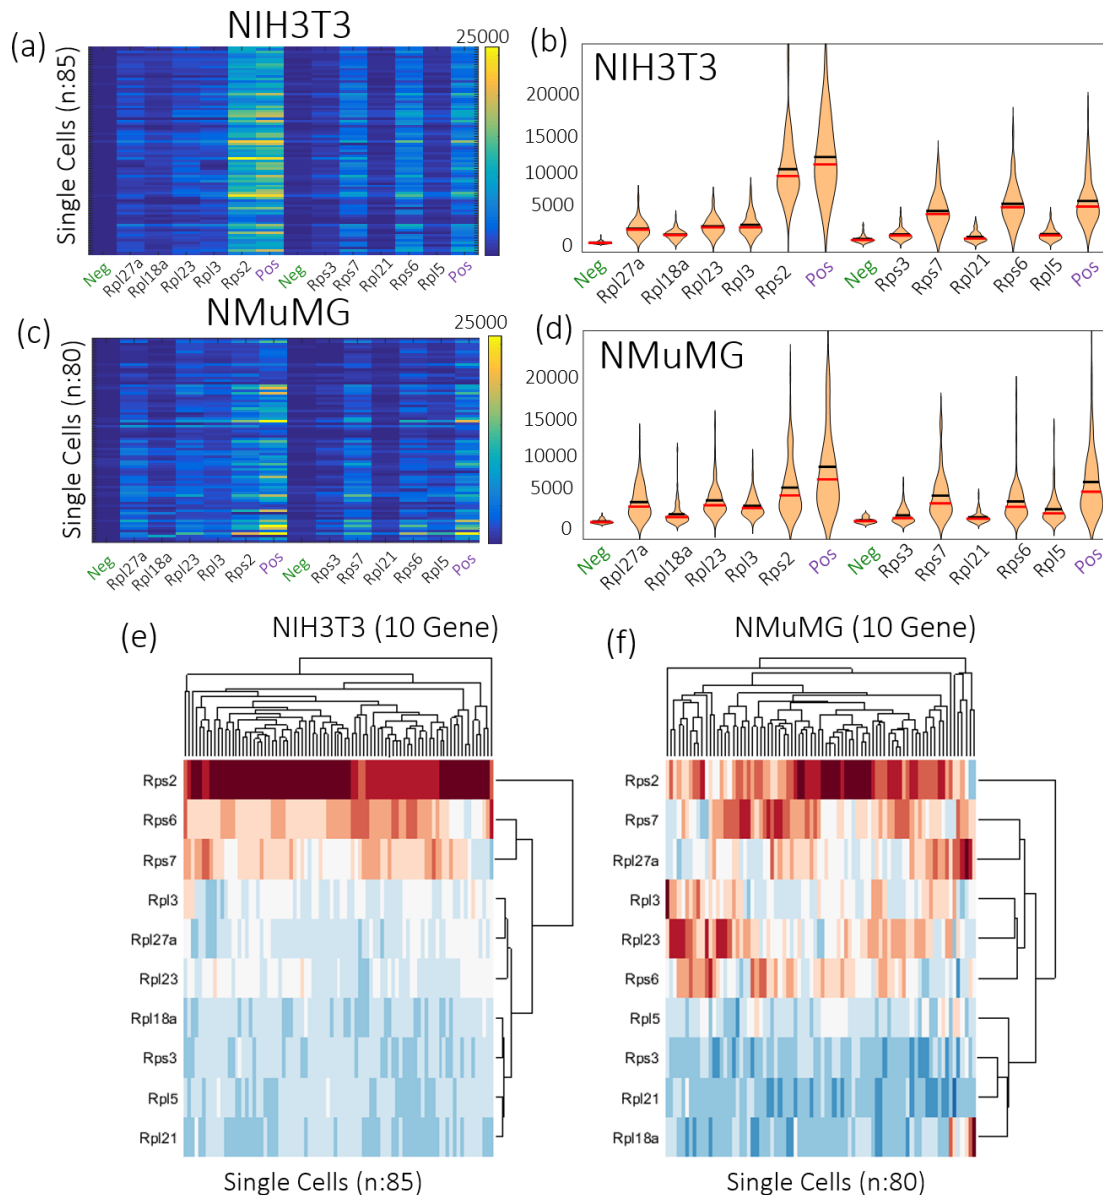 (a) NIH3T3 25000
Single Cells (n:85)
Neg Rpl27a Rpl18a Rpl23 Rpl3 Rps2 Pos Neg Rps3 Rps7 Rpl21 Rps6 Rpl5 Pos
(b)
NIH3T3
20000
15000
10000
5000
0
Neg Rpl27a Rpl18a Rpl23 Rpl3 Rps2 Pos Neg Rps3 Rps7 Rpl21 Rps6 Rpl5 Pos
(c) NMuMG 25000
Single Cells (n:80)
Neg Rpl27a Rpl18a Rpl23 Rpl3 Rps2 Pos Neg Rps3 Rps7 Rpl21 Rps6 Rpl5 Pos
(d)
NMuMG
20000
15000
10000
5000
0
Neg Rpl27a Rpl18a Rpl23 Rpl3 Rps2 Pos Neg Rps3 Rps7 Rpl21 Rps6 Rpl5 Pos
(e) NIH3T3 (10 Gene)
Rps2
Rps6
Rps7
Rpl3
Rpl27a
Rpl23
Rpl18a
Rps3
Rpl5
Rpl21
Single Cells (n:85)
(f) NMuMG (10 Gene)
Rps2
Rps7
Rpl27a
Rpl3
Rpl23
Rps6
Rpl5
Rps3
Rpl21
Rpl18a
Single Cells (n:80)